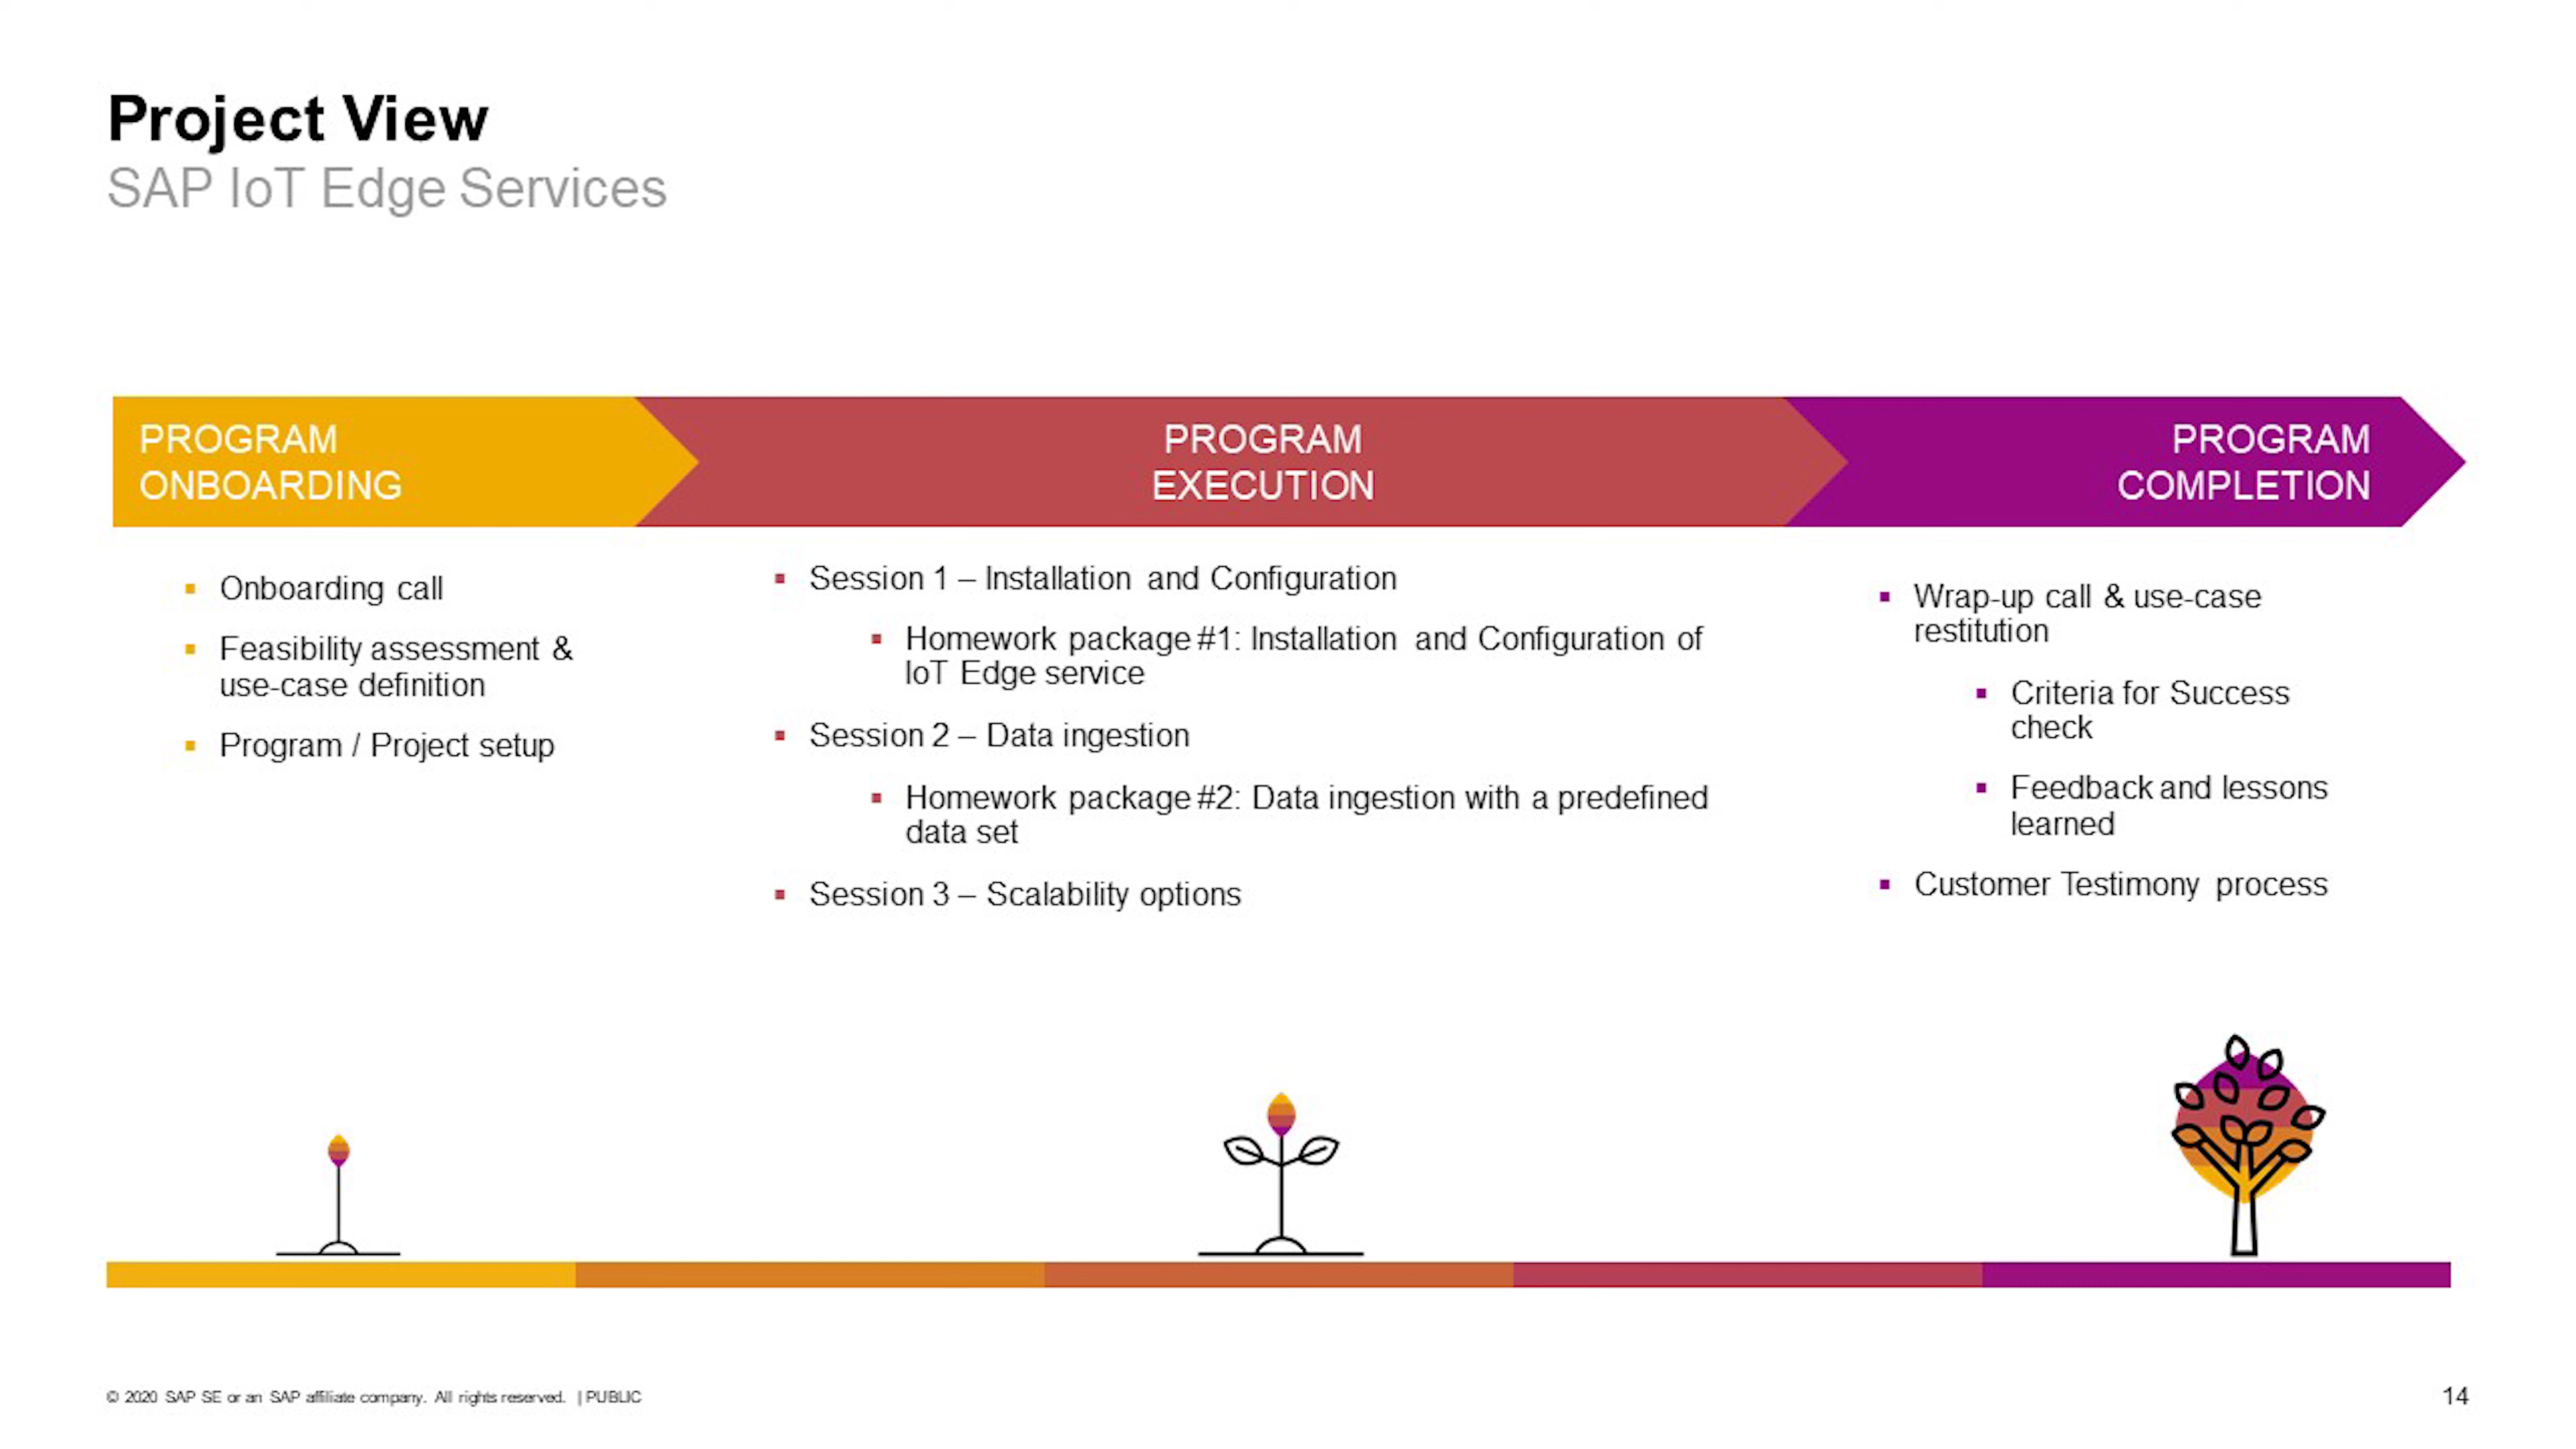 Project View
SAP IoT Edge Services
PROGRAM
ONBOARDING
PROGRAM
EXECUTION
PROGRAM
COMPLETION
Onboarding call
Feasibility assessment &
use-case definition
Program / Project setup
Session 1 – Installation and Configuration
Homework package #1: Installation and Configuration of
IoT Edge service
Session 2 – Data ingestion
Homework package #2: Data ingestion with a predefined
data set
Session 3 – Scalability options
Wrap-up call & use-case
restitution
Criteria for Success
check
Feedback and lessons
learned
Customer Testimony process
© 2020 SAP SE or an SAP affiliate company. All rights reserved. | PUBLIC
14